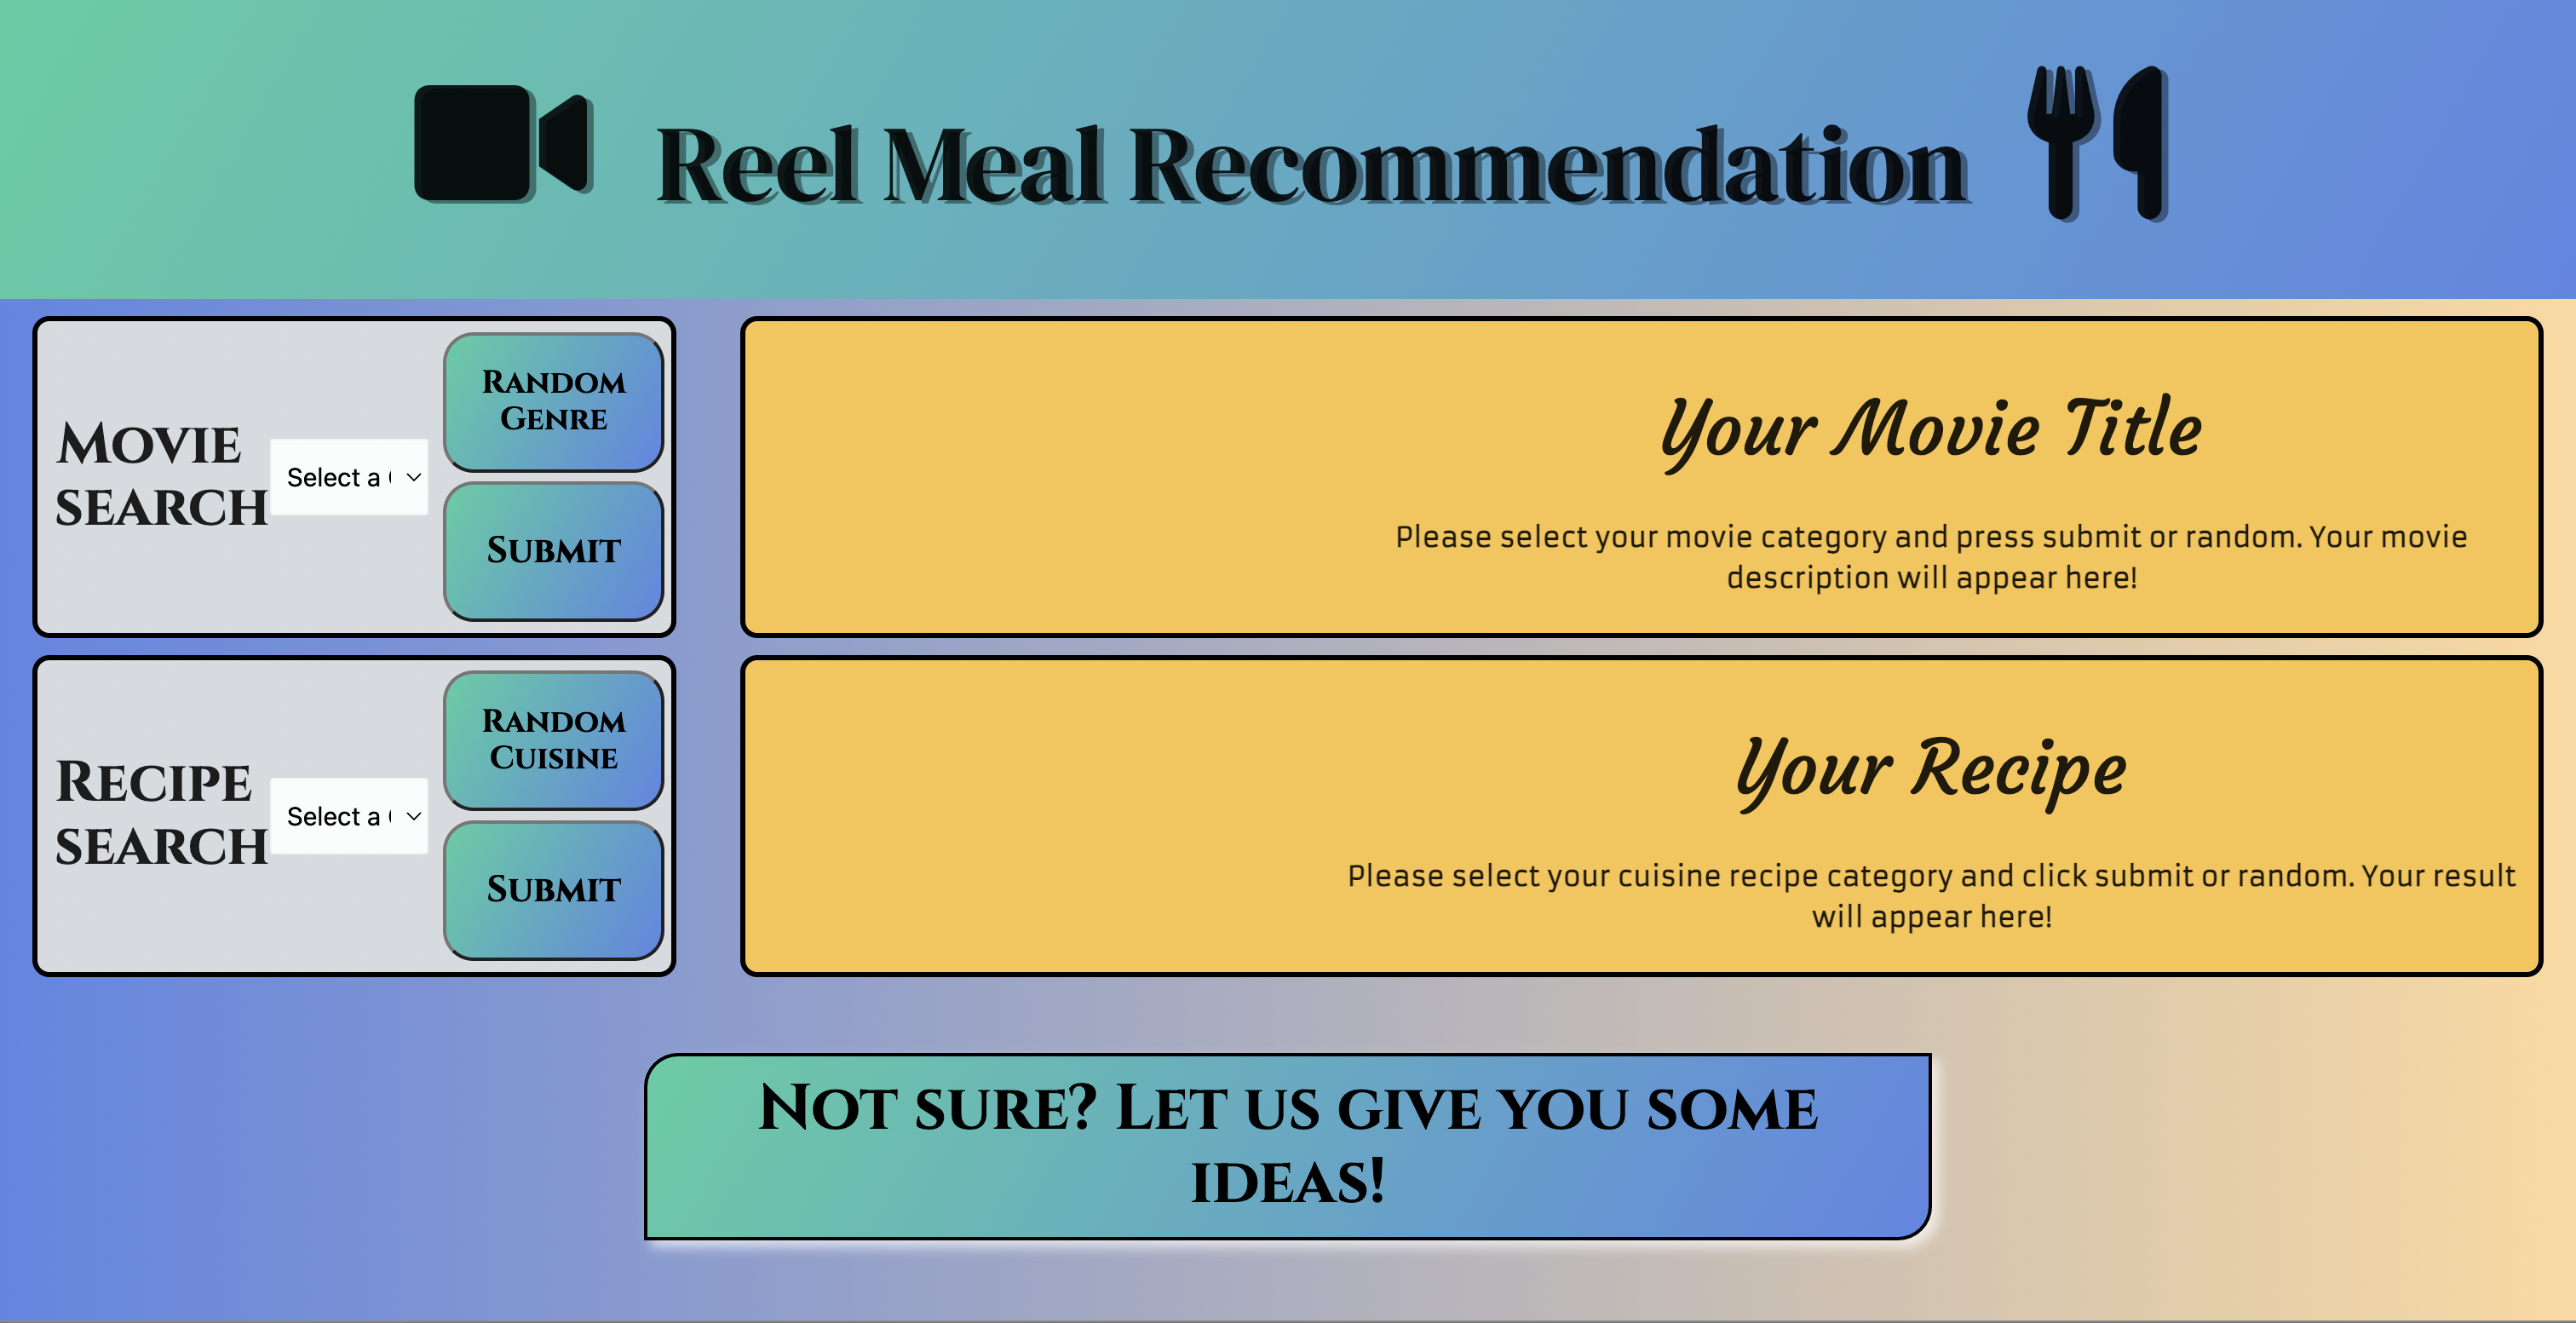 Reel Meal Recommendation
Movie
search
Select a
Random
Genre
Submit
Your Movie Title
Please select your movie category and press submit or random. Your movie
description will appear here!
Recipe
search
Select a
Random
Cuisine
Submit
Your Recipe
Please select your cuisine recipe category and click submit or random. Your result
will appear here!
Not sure? Let us give you some
ideas!